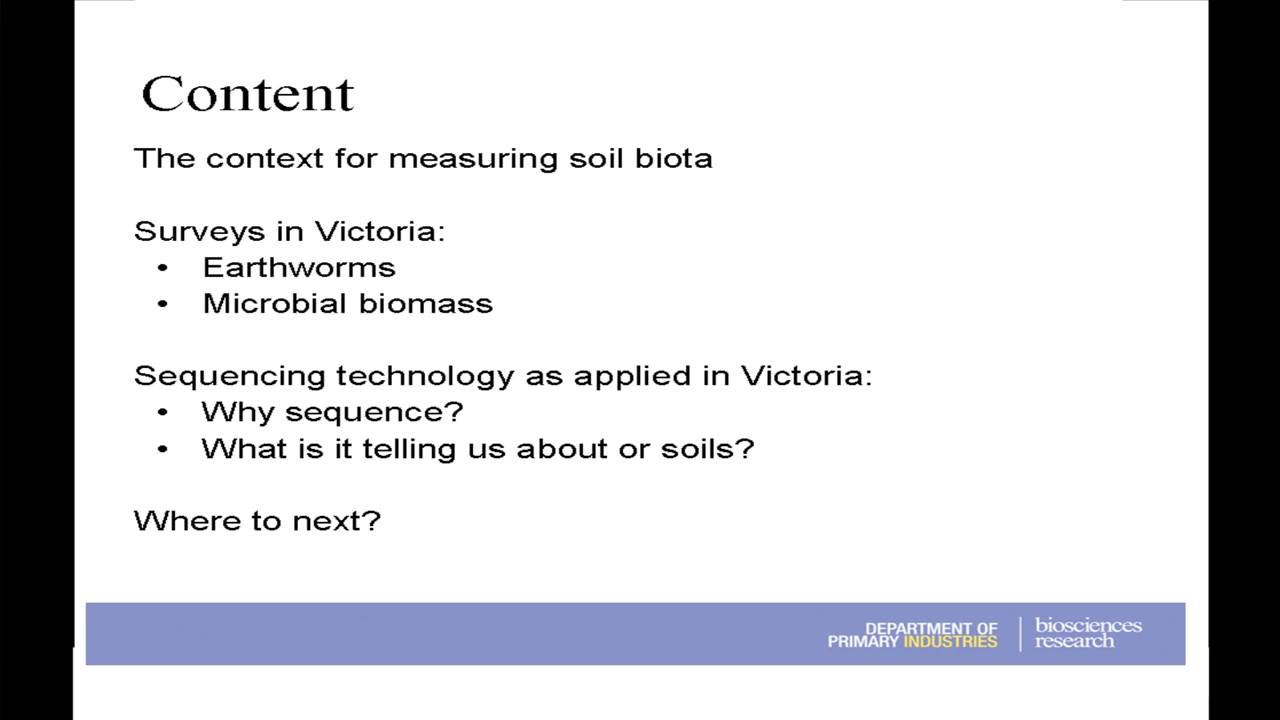 Content
The context for measuring soil biota
Surveys in Victoria:
• Earthworms
• Microbial biomass
Sequencing technology as applied in Victoria:
• Why sequence?
• What is it telling us about or soils?
Where to next?
DEPARTMENT OF
PRIMARY INDUSTRIES
biosciences
research